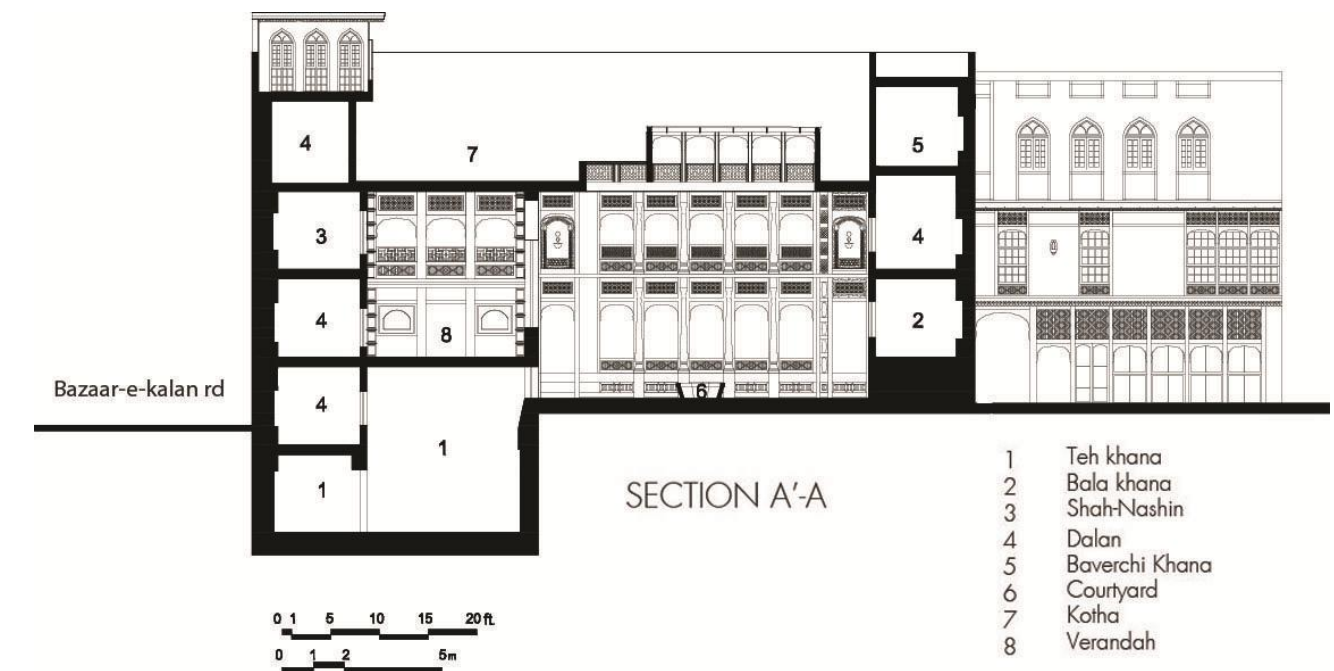 4
7
5
3
4
4
8
2
Bazaar-e-kalan rd
4
6
1
1
SECTION A'-A
1 Teh khana
2 Bala khana
3 Shah-Nashin
4 Dalan
5 Baverchi Khana
6 Courtyard
7 Kotha
8 Verandah
0 1 5 10 15 20 ft.
0 1 2 5m